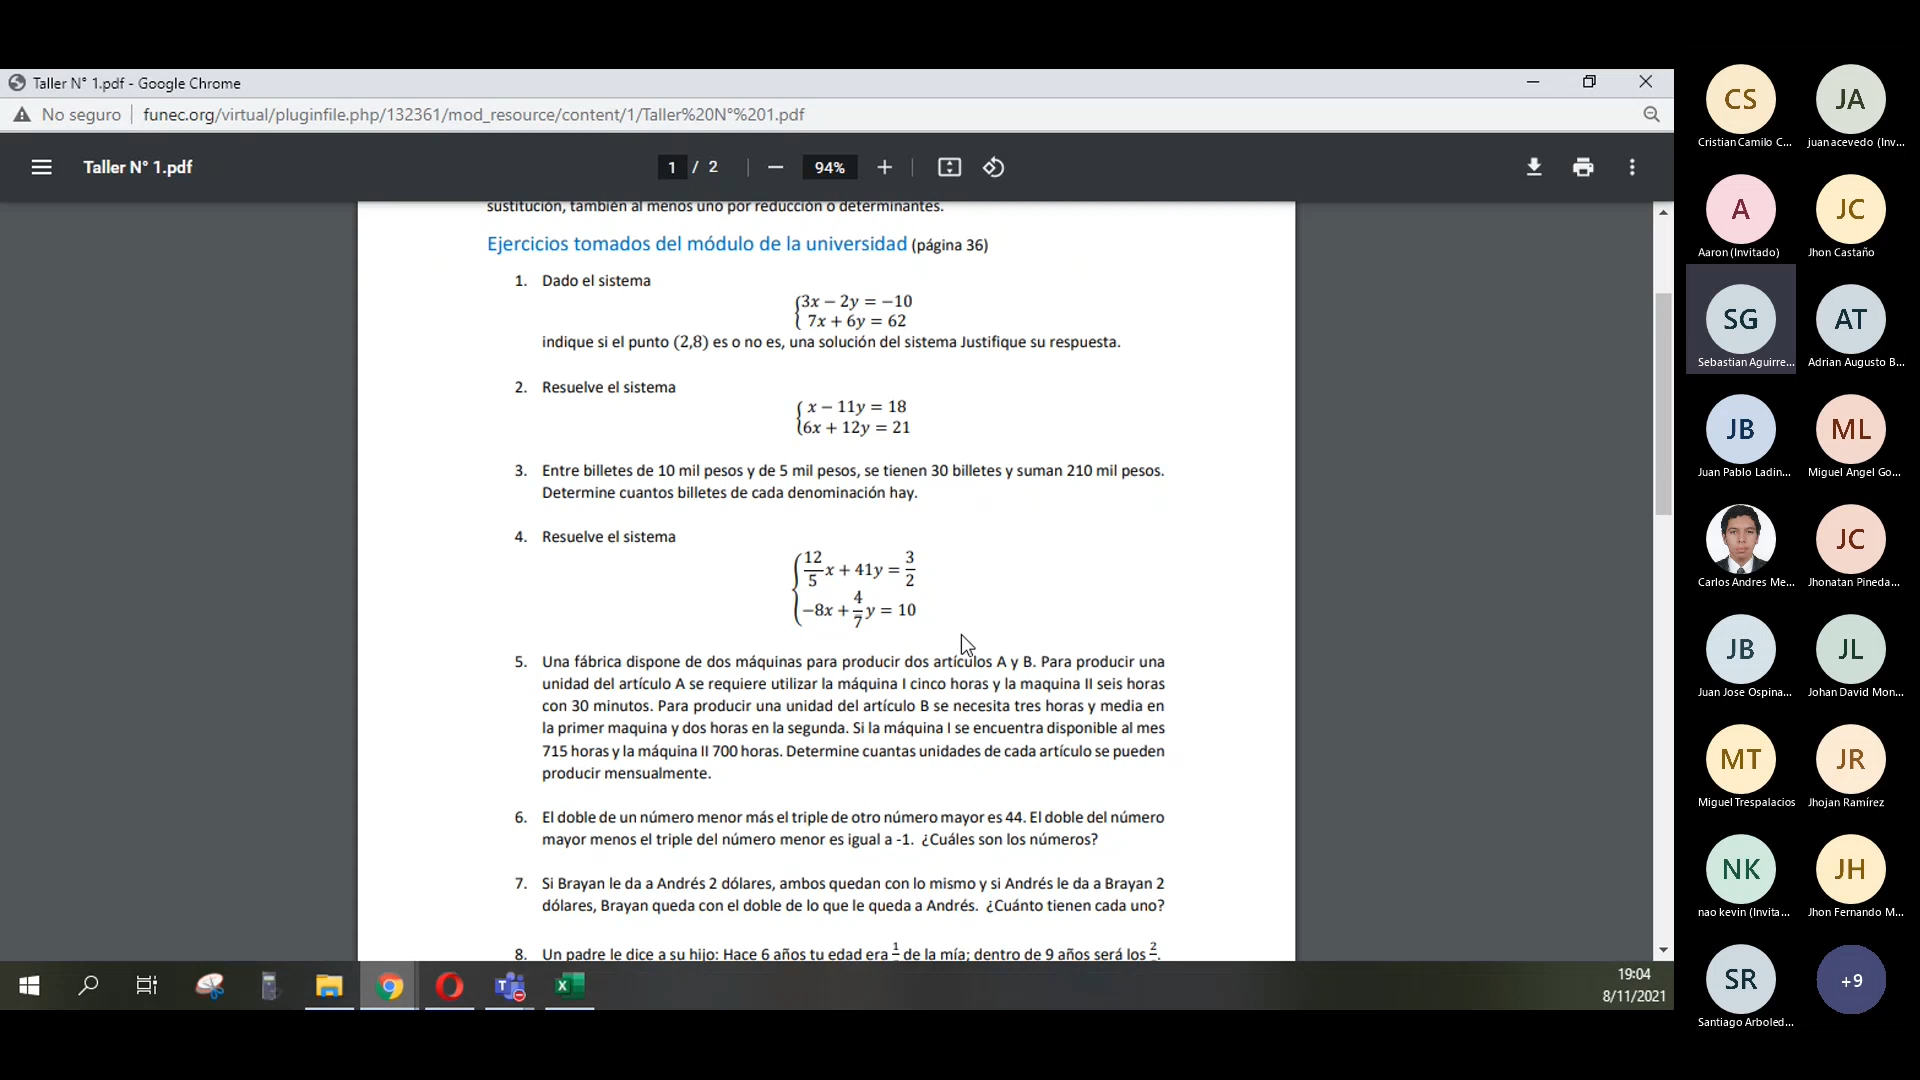 Taller N° 1.pdf - Google Chrome
No seguro
funec.org/virtual/pluginfile.php/132361/mod_resource/content/1/Taller%20N°%201.pdf
Taller N° 1.pdf
1 / 2
94%
sustitución, también al menos uno por reducción o determinantes.
Ejercicios tomados del módulo de la universidad (página 36)
1. Dado el sistema
3x − 2y = −10
7x + 6y = 62
indique si el punto (2,8) es o no es, una solución del sistema Justifique su respuesta.
2. Resuelve el sistema
x − 11y = 18
6x + 12y = 21
3. Entre billetes de 10 mil pesos y de 5 mil pesos, se tienen 30 billetes y suman 210 mil pesos.
Determine cuantos billetes de cada denominación hay.
4. Resuelve el sistema
12/5 x + 41y = 3/2
−8x + 4/7 y = 10
5. Una fábrica dispone de dos máquinas para producir dos artículos A y B. Para producir una
unidad del artículo A se requiere utilizar la máquina I cinco horas y la maquina II seis horas
con 30 minutos. Para producir una unidad del artículo B se necesita tres horas y media en
la primer maquina y dos horas en la segunda. Si la máquina I se encuentra disponible al mes
715 horas y la máquina II 700 horas. Determine cuantas unidades de cada artículo se pueden
producir mensualmente.
6. El doble de un número menor más el triple de otro número mayor es 44. El doble del número
mayor menos el triple del número menor es igual a -1. ¿Cuáles son los números?
7. Si Brayan le da a Andrés 2 dólares, ambos quedan con lo mismo y si Andrés le da a Brayan 2
dólares, Brayan queda con el doble de lo que le queda a Andrés. ¿Cuánto tienen cada uno?
8. Un padre le dice a su hijo: Hace 6 años tu edad era 1 de la mía; dentro de 9 años será los 2
19:04
8/11/2021
CS JA
Cristian Camilo C... juan acevedo (Inv...
A JC
Aaron (Invitado) Jhon Castaño
SG AT
Sebastian Aguirre... Adrian Augusto B...
JB ML
Juan Pablo Ladin... Miguel Angel Go...
JC
Carlos Andres Me... Jhonatan Pineda...
JB JL
Juan Jose Ospina... Johan David Mon...
MT JR
Miguel Trespalacios Jhojan Ramírez
NK JH
nao kevin (Invita... Jhon Fernando M...
SR +9
Santiago Arboled...